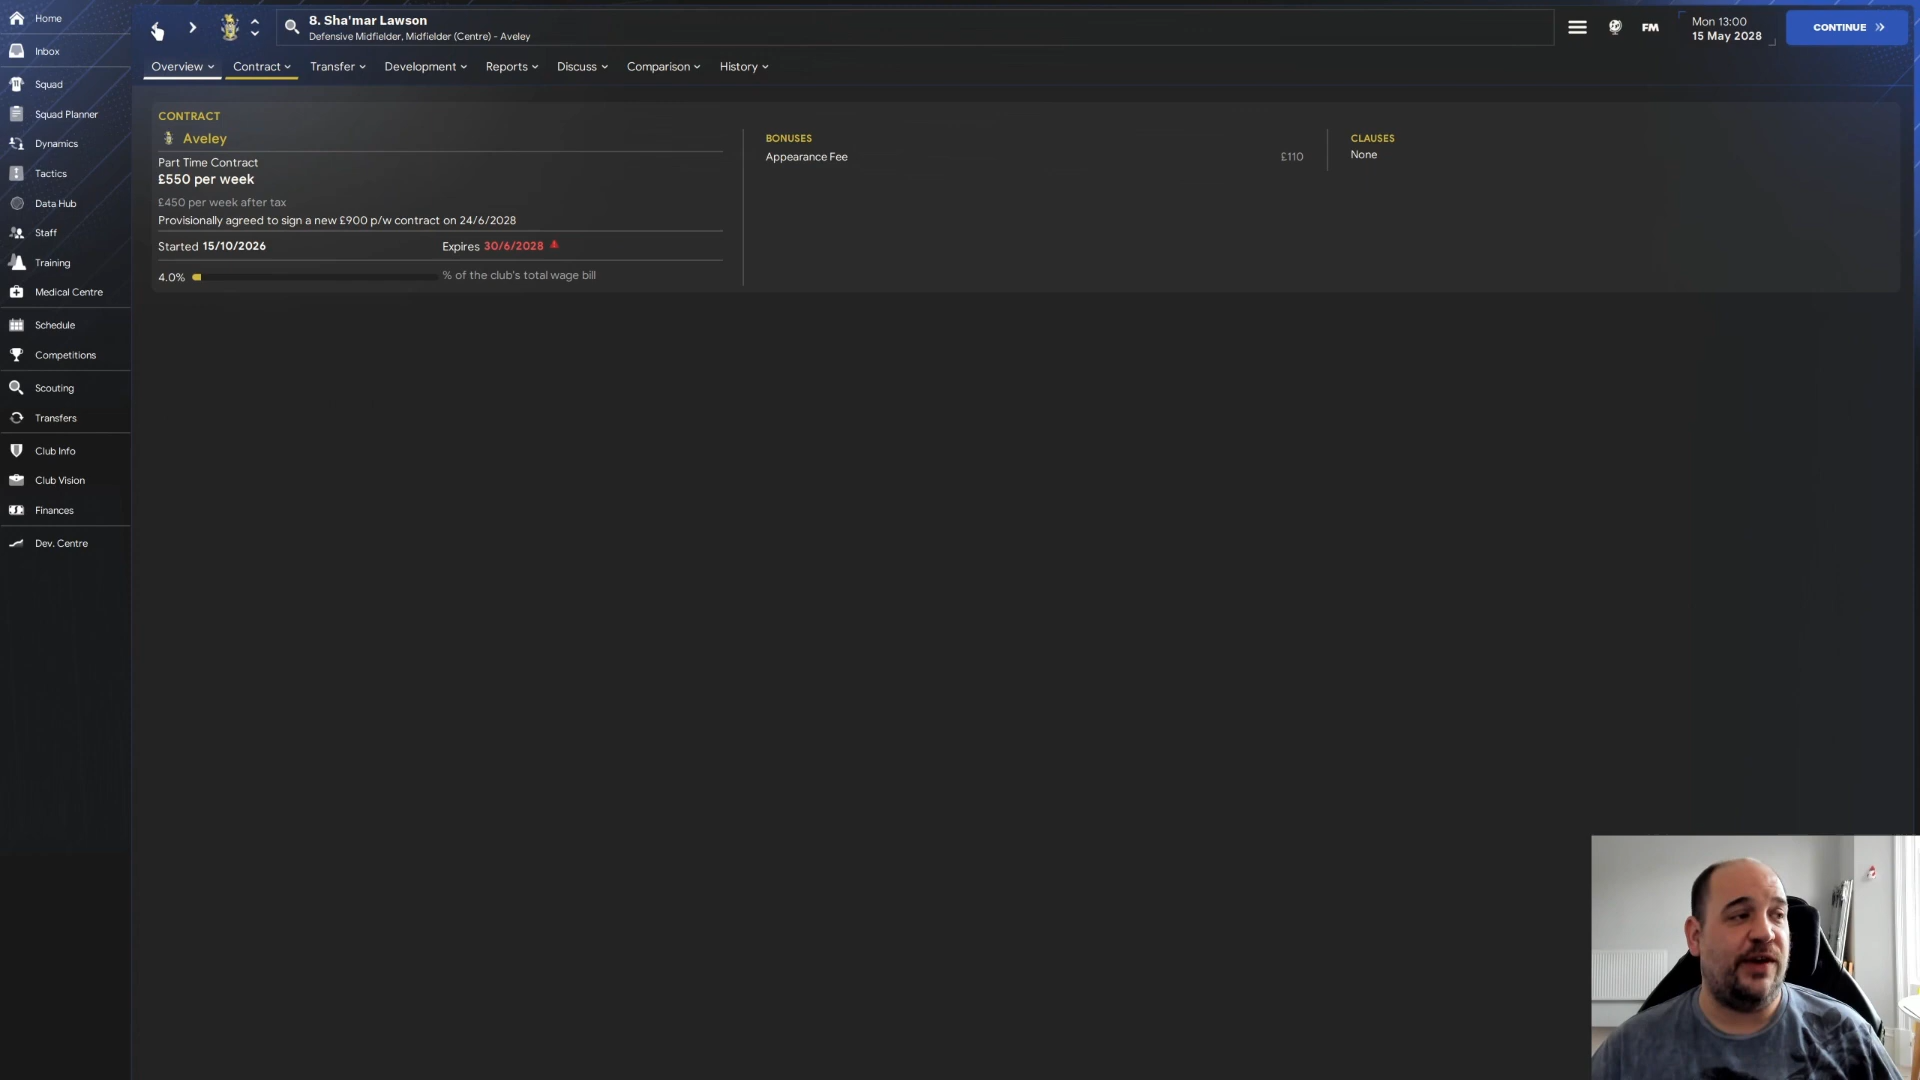 Home
Inbox
Squad
Squad Planner
Dynamics
Tactics
Data Hub
Staff
Training
Medical Centre
Schedule
Competitions
Scouting
Transfers
Club Info
Club Vision
Finances
Dev. Centre
8. Sha'mar Lawson
Defensive Midfielder, Midfielder (Centre) - Aveley
FM
Mon 13:00
15 May 2028
CONTINUE
Overview Contract Transfer Development Reports Discuss Comparison History
CONTRACT
Aveley
Part Time Contract
£550 per week
£450 per week after tax
Provisionally agreed to sign a new £900 p/w contract on 24/6/2028
Started 15/10/2026 Expires 30/6/2028
4.0% % of the club's total wage bill
BONUSES
Appearance Fee £110
CLAUSES
None